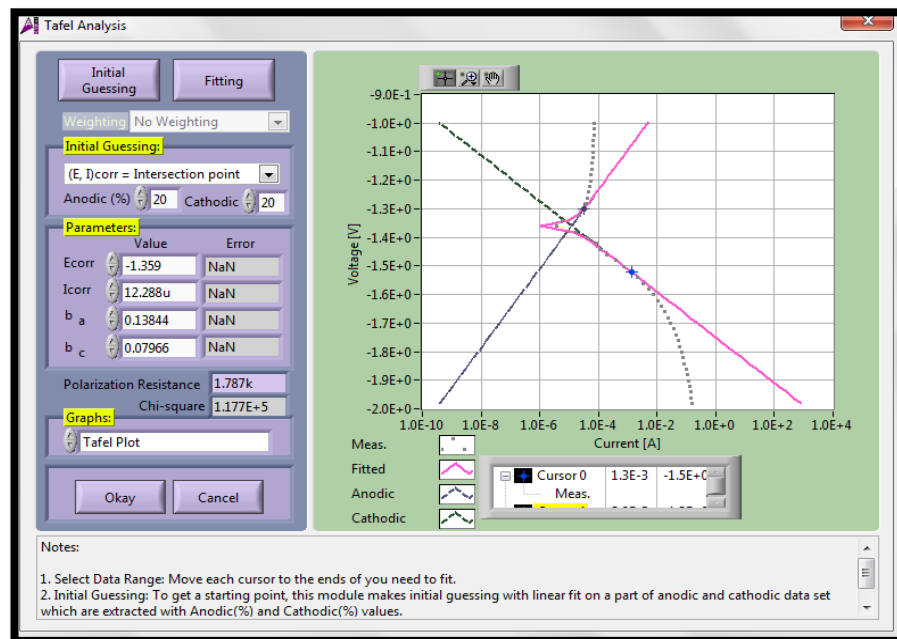 Tafel Analysis
Initial
Guessing
Fitting
Weighting No Weighting
Initial Guessing:
(E, I)corr = Intersection point
Anodic (%) 20 Cathodic 20
Parameters:
Value Error
Ecorr -1.359 NaN
Icorr 12.288u NaN
b a 0.13844 NaN
b c 0.07966 NaN
Polarization Resistance 1.787k
Chi-square 1.177E+5
Graphs:
Tafel Plot
Okay Cancel
Voltage [V]
-9.0E-1
-1.0E+0
-1.1E+0
-1.2E+0
-1.3E+0
-1.4E+0
-1.5E+0
-1.6E+0
-1.7E+0
-1.8E+0
-1.9E+0
-2.0E+0
1.0E-10 1.0E-8 1.0E-6 1.0E-4 1.0E-2 1.0E+0 1.0E+2 1.0E+4
Current [A]
Meas.
Fitted
Anodic
Cathodic
Cursor 0 1.3E-3 -1.5E+0
Meas.
Notes:
1. Select Data Range: Move each cursor to the ends of you need to fit.
2. Initial Guessing: To get a starting point, this module makes initial guessing with linear fit on a part of anodic and cathodic data set
which are extracted with Anodic(%) and Cathodic(%) values.